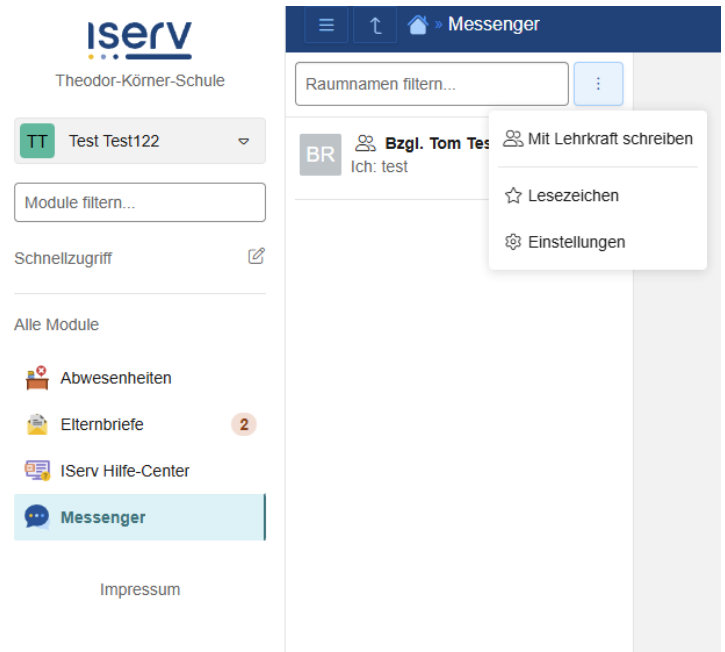 IServ
Theodor-Körner-Schule
TT Test Test122
Module filtern...
Schnellzugriff
Alle Module
Abwesenheiten
Elternbriefe 2
IServ Hilfe-Center
Messenger
Impressum
» Messenger
Raumnamen filtern...
BR Bzgl. Tom Tes
Ich: test
Mit Lehrkraft schreiben
Lesezeichen
Einstellungen